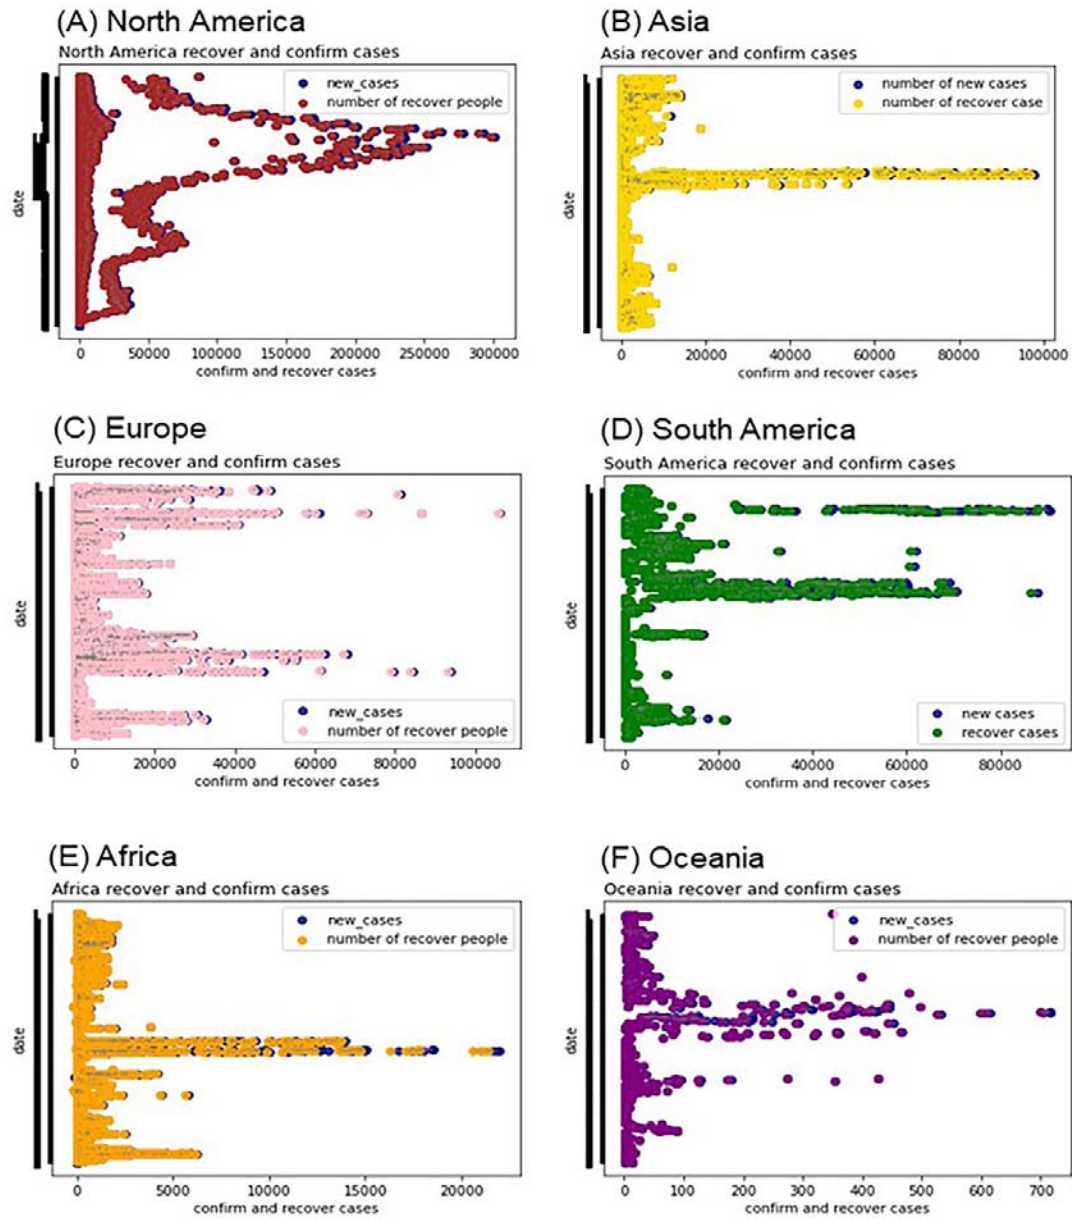 (A) North America
North America recover and confirm cases
new_cases
number of recover people
date
0 50000 100000 150000 200000 250000 300000
confirm and recover cases
(B) Asia
Asia recover and confirm cases
number of new cases
number of recover case
date
0 20000 40000 60000 80000 100000
confirm and recover cases
(C) Europe
Europe recover and confirm cases
new_cases
number of recover people
date
0 20000 40000 60000 80000 100000
confirm and recover cases
(D) South America
South America recover and confirm cases
new cases
recover cases
date
0 20000 40000 60000 80000
confirm and recover cases
(E) Africa
Africa recover and confirm cases
new_cases
number of recover people
date
0 5000 10000 15000 20000
confirm and recover cases
(F) Oceania
Oceania recover and confirm cases
new_cases
number of recover people
date
0 100 200 300 400 500 600 700
confirm and recover cases